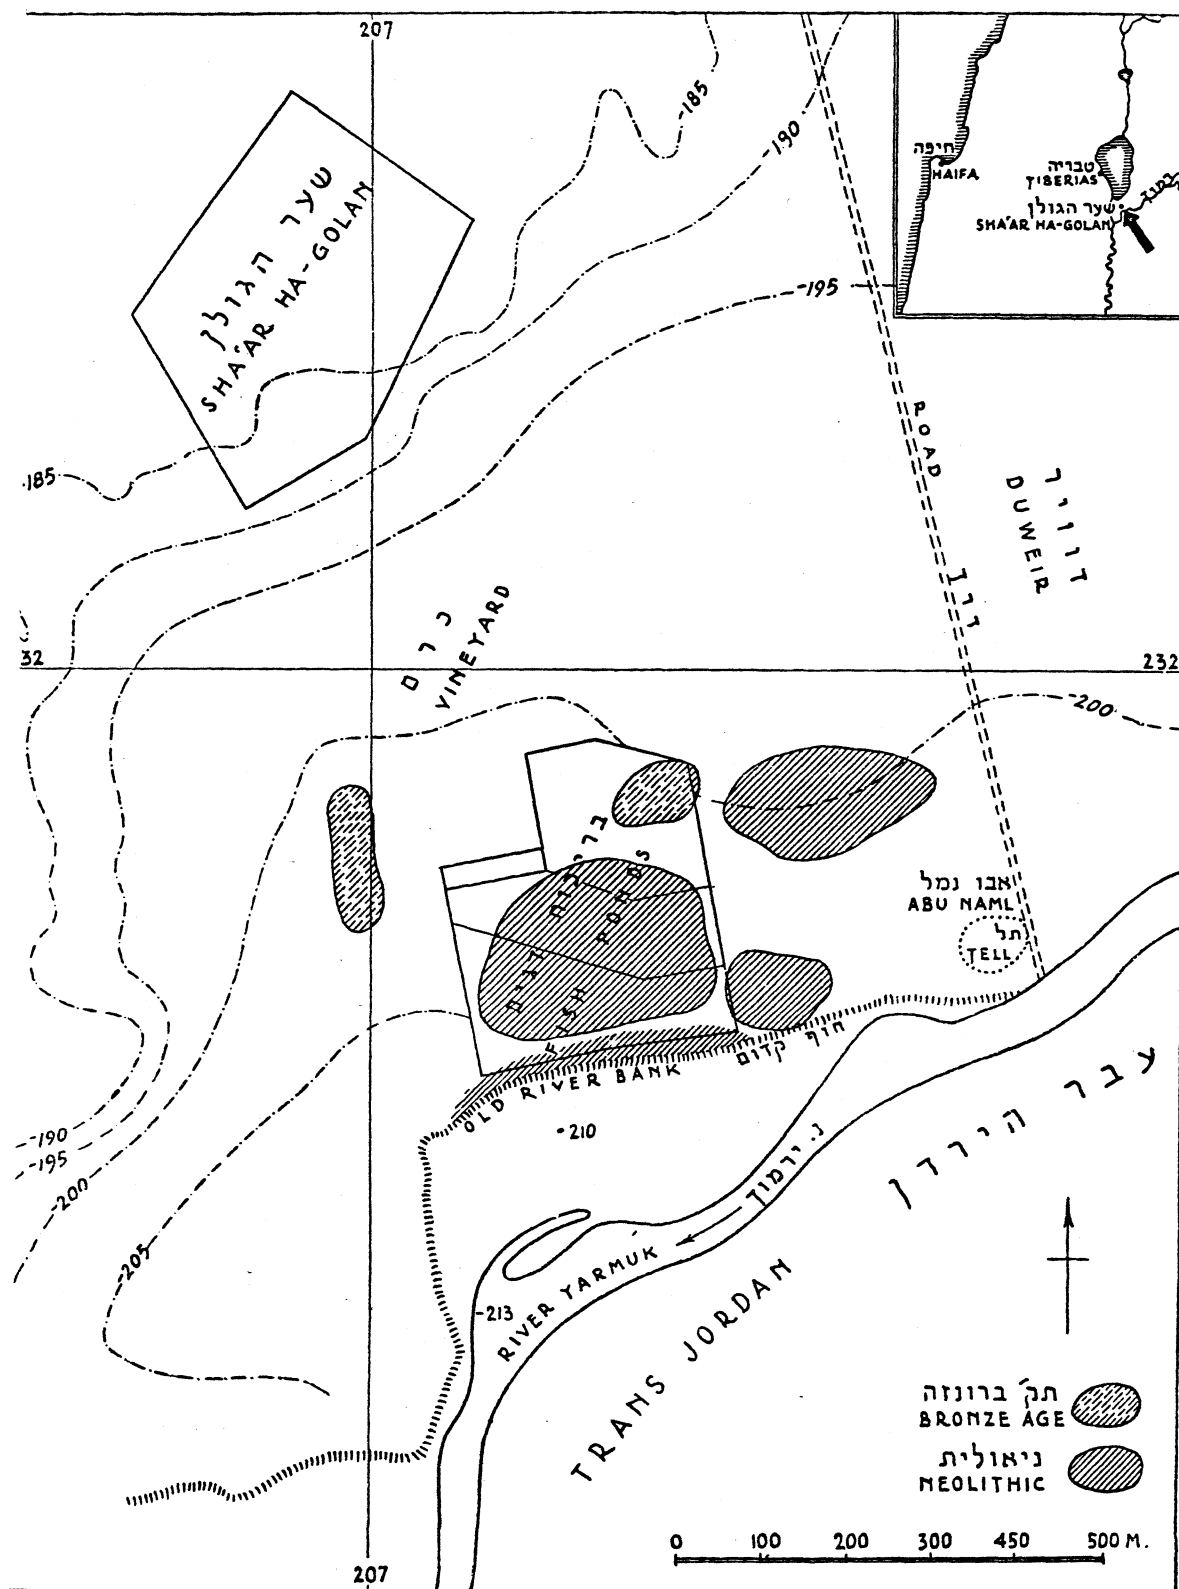 207
-185
-190
חיפה
HAIFA
טבריה
TIBERIAS
שער הגולן
SHA'AR HA-GOLAN
שער הגולן
SHA'AR HA-GOLAN
-195
ROAD
דרך
דוויר
DUWEIR
-185
כרם
VINEYARD
32
232
-200
בריכות דגים
FISH PONDS
אבו נמל
ABU NAML
תל
TELL
חוף קדום
OLD RIVER BANK
-210
-190
-195
-200
-205
נ. ירמוך
RIVER YARMUK
-213
עבר הירדן
TRANS JORDAN
תק' ברונזה
BRONZE AGE
ניאולית
NEOLITHIC
0 100 200 300 450 500 M.
207